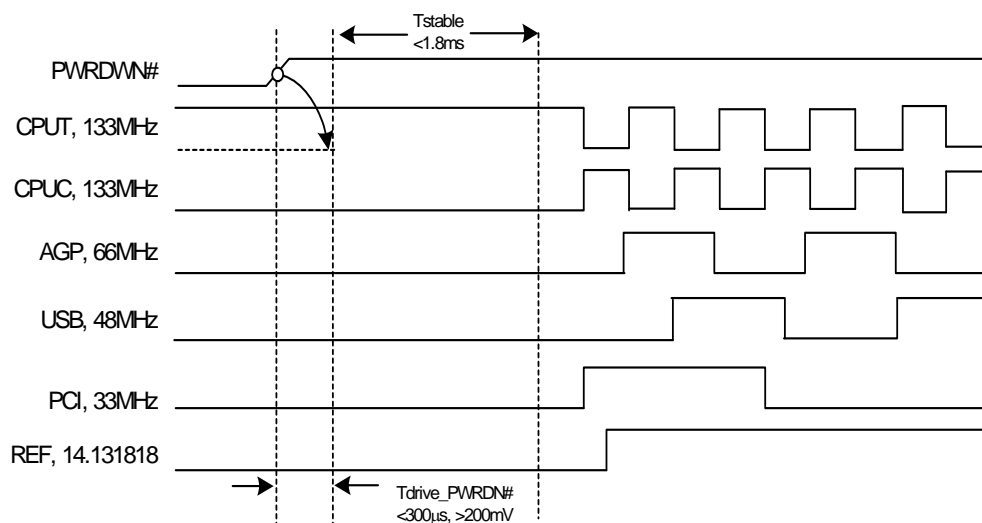 Tstable
<1.8ms
PWRDWN#
CPUT, 133MHz
CPUC, 133MHz
AGP, 66MHz
USB, 48MHz
PCI, 33MHz
REF, 14.131818
Tdrive_PWRDN#
<300µs, >200mV